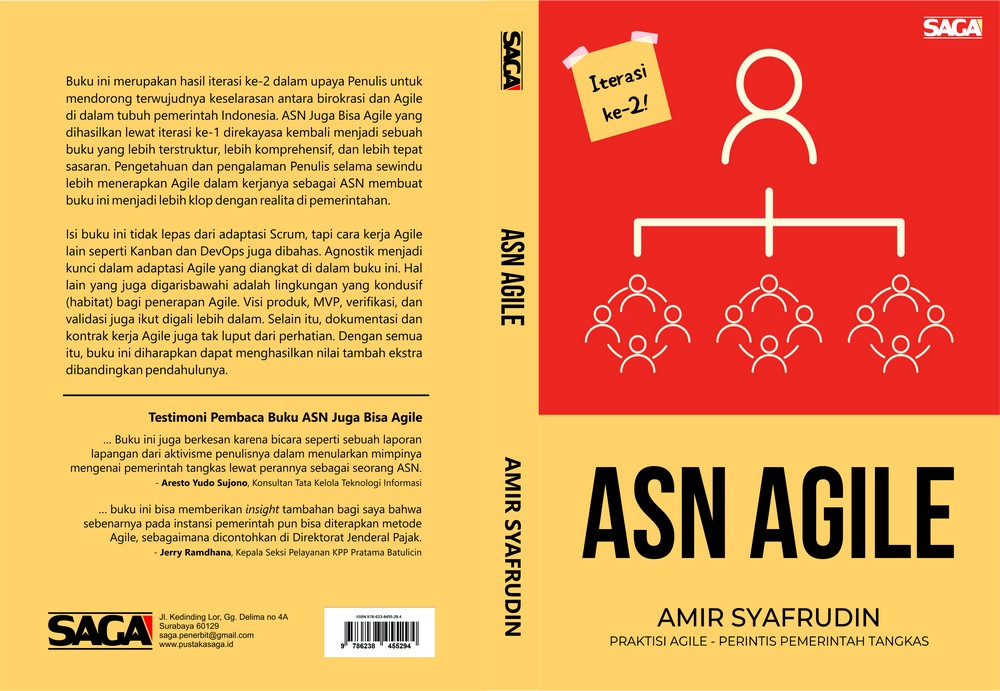 Buku ini merupakan hasil iterasi ke-2 dalam upaya Penulis untuk
mendorong terwujudnya keselarasan antara birokrasi dan Agile
di dalam tubuh pemerintah Indonesia. ASN Juga Bisa Agile yang
dihasilkan lewat iterasi ke-1 direkayasa kembali menjadi sebuah
buku yang lebih terstruktur, lebih komprehensif, dan lebih tepat
sasaran. Pengetahuan dan pengalaman Penulis selama sewindu
lebih menerapkan Agile dalam kerjanya sebagai ASN membuat
buku ini menjadi lebih klop dengan realita di pemerintahan.
Isi buku ini tidak lepas dari adaptasi Scrum, tapi cara kerja Agile
lain seperti Kanban dan DevOps juga dibahas. Agnostik menjadi
kunci dalam adaptasi Agile yang diangkat di dalam buku ini. Hal
lain yang juga digarisbawahi adalah lingkungan yang kondusif
(habitat) bagi penerapan Agile. Visi produk, MVP, verifikasi, dan
validasi juga ikut digali lebih dalam. Selain itu, dokumentasi dan
kontrak kerja Agile juga tak luput dari perhatian. Dengan semua
itu, buku ini diharapkan dapat menghasilkan nilai tambah ekstra
dibandingkan pendahulunya.
Testimoni Pembaca Buku ASN Juga Bisa Agile
... Buku ini juga berkesan karena bicara seperti sebuah laporan
lapangan dari aktivisme penulisnya dalam menularkan mimpinya
mengenai pemerintah tangkas lewat perannya sebagai seorang ASN.
- Aresto Yudo Sujono, Konsultan Tata Kelola Teknologi Informasi
... buku ini bisa memberikan insight tambahan bagi saya bahwa
sebenarnya pada instansi pemerintah pun bisa diterapkan metode
Agile, sebagaimana dicontohkan di Direktorat Jenderal Pajak.
- Jerry Ramdhana, Kepala Seksi Pelayanan KPP Pratama Batulicin
SAGA
Jl. Kedinding Lor, Gg. Delima no 4A
Surabaya 60129
saga.penerbit@gmail.com
www.pustakasaga.id
ISBN 978-623-8455-29-4
9 786238 455294
SAGA
ASN AGILE
AMIR SYAFRUDIN
SAGA
Iterasi
ke-2!
ASN AGILE
AMIR SYAFRUDIN
PRAKTISI AGILE - PERINTIS PEMERINTAH TANGKAS